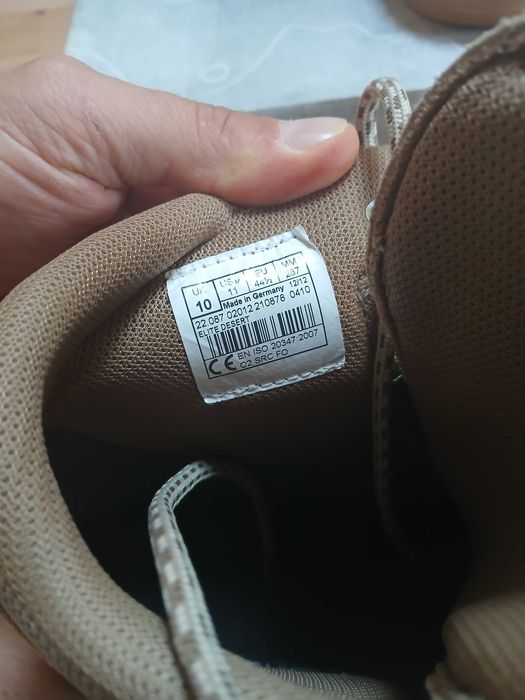 UK US M EU MM
10 11 44½ 287
Made in Germany 12/12
22.087 02012 210878 0410
ELITE DESERT
CE EN ISO 20347:2007
O2 SRC FO